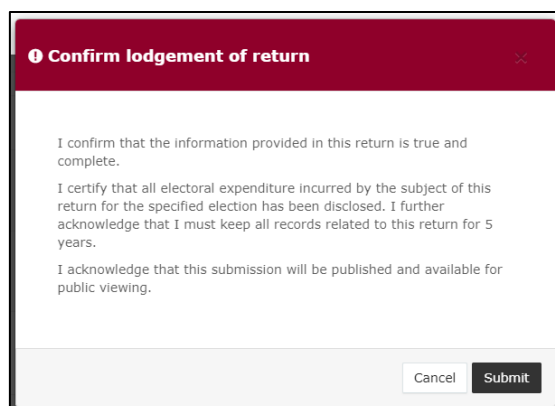 Confirm lodgement of return
I confirm that the information provided in this return is true and
complete.
I certify that all electoral expenditure incurred by the subject of this
return for the specified election has been disclosed. I further
acknowledge that I must keep all records related to this return for 5
years.
I acknowledge that this submission will be published and available for
public viewing.
Cancel Submit